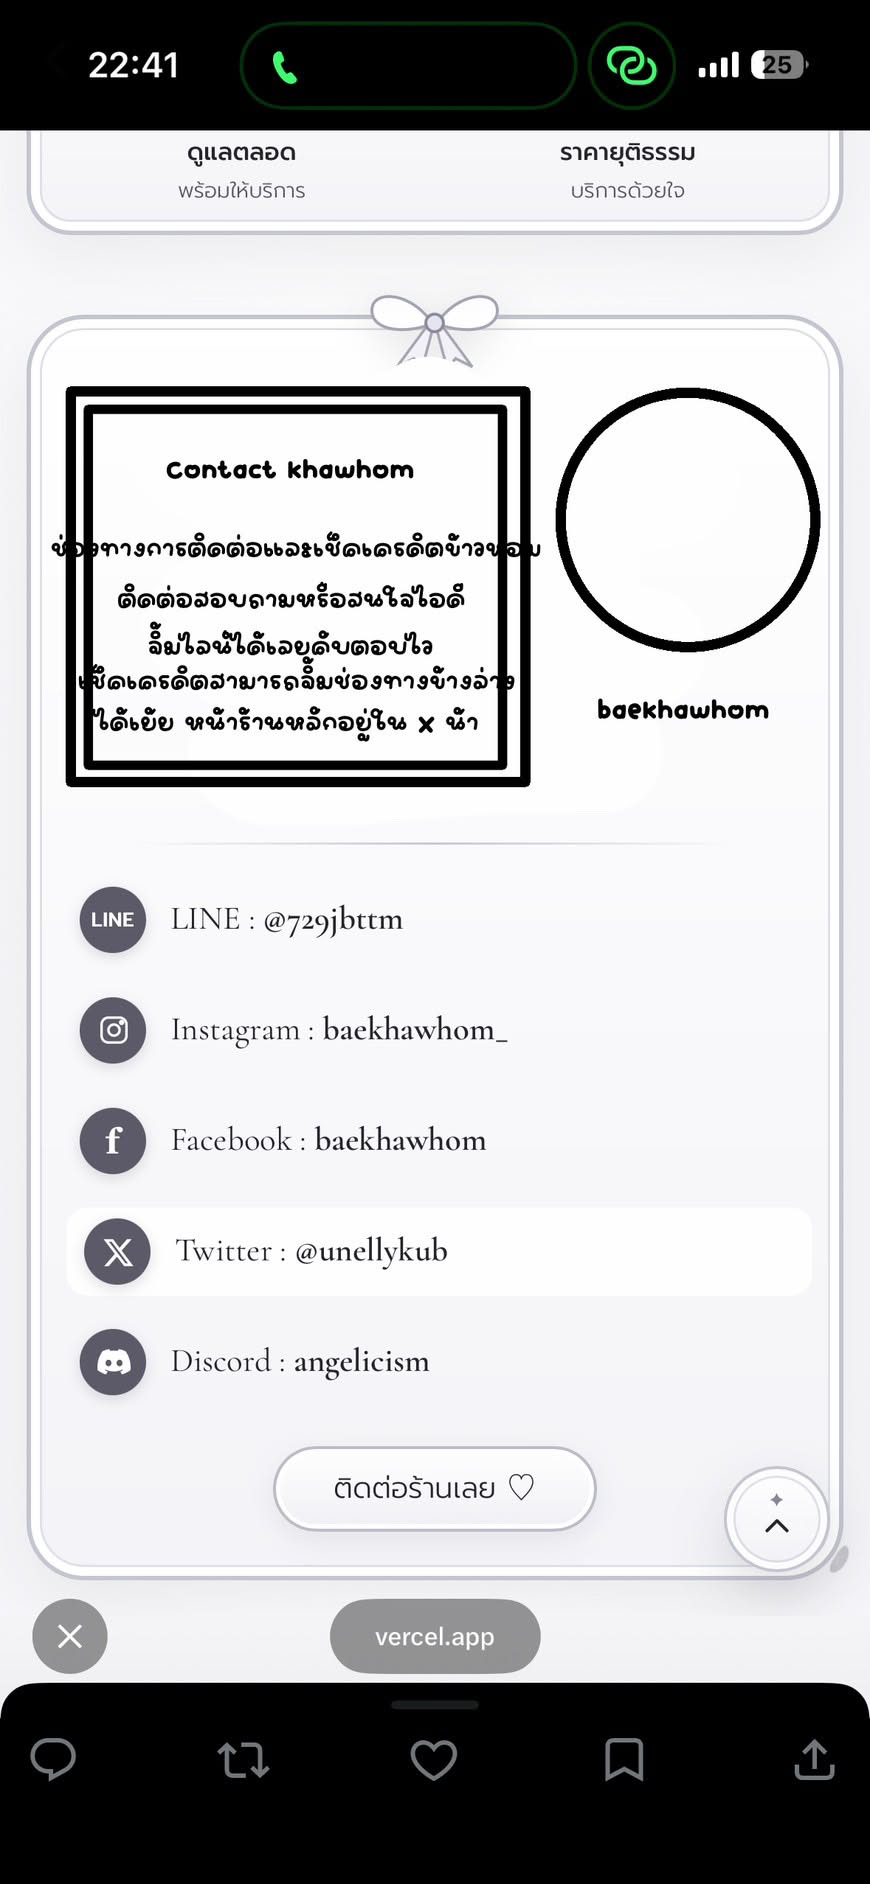 22:41
25
ดูแลตลอด
ราคายุติธรรม
พร้อมให้บริการ
บริการด้วยใจ
Contact khawhom
ช่องทางการติดต่อและเช็คเครดิตข้าวหอม
ติดต่อสอบถามหรือสนใจไอดี
จิ้มไลน์ได้เลยค้บตอบไว
เช็คเครดิตสามารถจิ้มช่องทางข้างล่าง
ได้เยีย หน้าร้านหลักอยู่ใน x น้า
baekhawhom
LINE
LINE : @729jbttm
Instagram : baekhawhom_
f
Facebook : baekhawhom
X
Twitter : @unellykub
Discord : angelicism
ติดต่อร้านเลย ♡
vercel.app